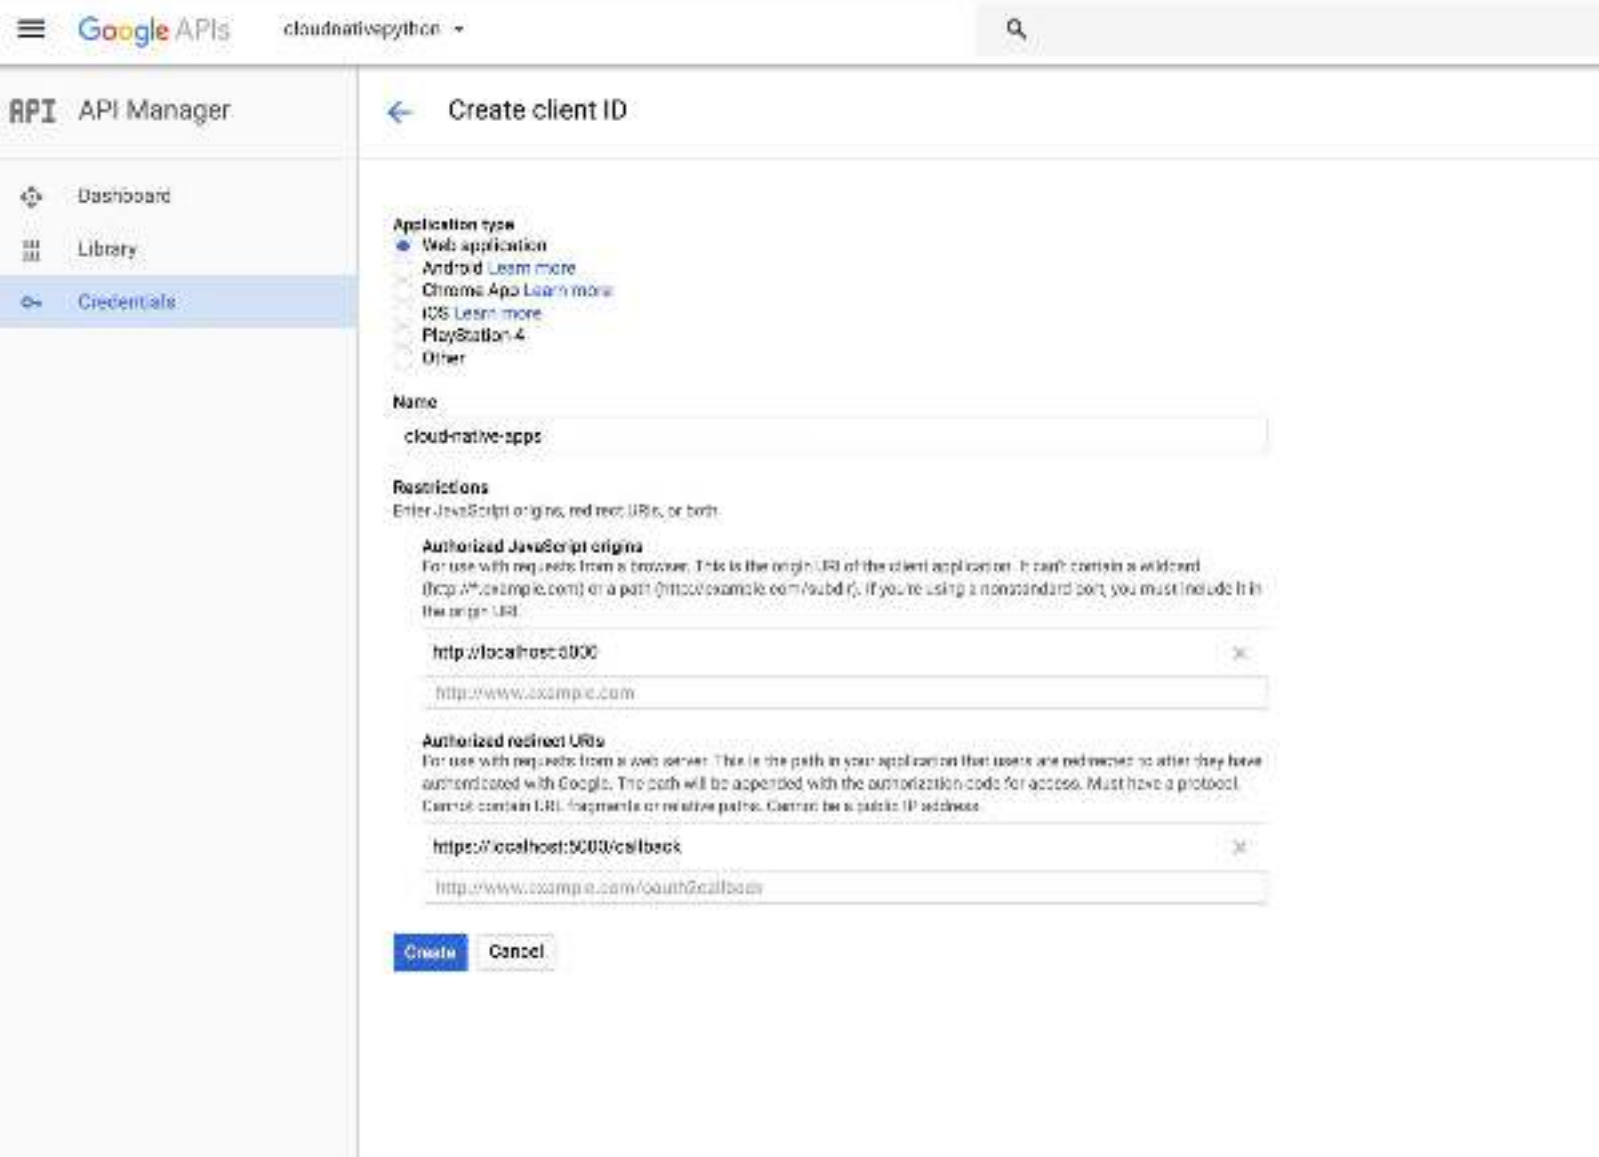 Google APIs
cloudnativepython
API API Manager
Create client ID
Dashboard
Library
Credentials
Application type
Web application
Android Learn more
Chrome App Learn more
iOS Learn more
PlayStation 4
Other
Name
cloud-native-apps
Restrictions
Enter JavaScript origins, redirect URIs, or both
Authorized JavaScript origins
For use with requests from a browser. This is the origin URI of the client application. It can't contain a wildcard
(http://*.example.com) or a path (http://example.com/subdir). If you're using a nonstandard port, you must include it in
the origin URI.
http://localhost:5000
http://www.example.com
Authorized redirect URIs
For use with requests from a web server. This is the path in your application that users are redirected to after they have
authenticated with Google. The path will be appended with the authorization code for access. Must have a protocol.
Cannot contain URL fragments or relative paths. Cannot be a public IP address.
https://localhost:5000/callback
http://www.example.com/oauth2callback
Create Cancel